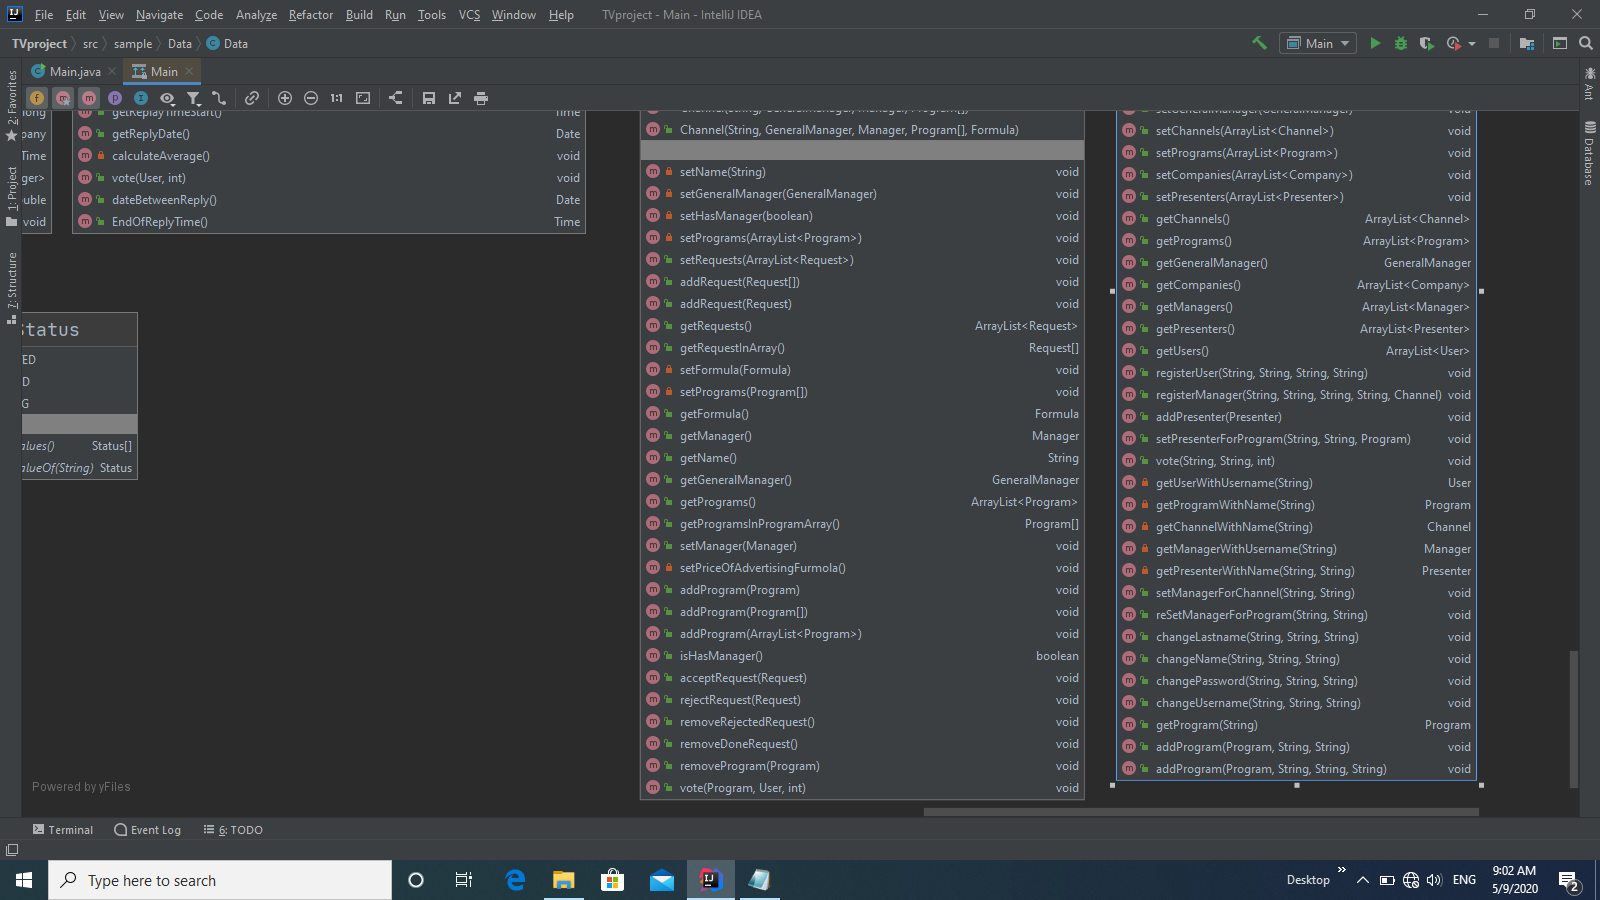 File Edit View Navigate Code Analyze Refactor Build Run Tools VCS Window Help TVproject - Main - IntelliJ IDEA
TVproject src sample Data Data
Main
Main.java Main
1:1
2: Favorites
1: Project
7: Structure
Ant
Database
ong
pany
Time
ger>
ouble
void
getReplayTimeStart() Time
getReplyDate() Date
calculateAverage() void
vote(User, int) void
dateBetweenReply() Date
EndOfReplyTime() Time
Status
ED
D
G
alues() Status[]
alueOf(String) Status
Channel(String, GeneralManager, Manager, Program[])
Channel(String, GeneralManager, Manager, Program[], Formula)
setName(String) void
setGeneralManager(GeneralManager) void
setHasManager(boolean) void
setPrograms(ArrayList<Program>) void
setRequests(ArrayList<Request>) void
addRequest(Request[]) void
addRequest(Request) void
getRequests() ArrayList<Request>
getRequestInArray() Request[]
setFormula(Formula) void
setPrograms(Program[]) void
getFormula() Formula
getManager() Manager
getName() String
getGeneralManager() GeneralManager
getPrograms() ArrayList<Program>
getProgramsInProgramArray() Program[]
setManager(Manager) void
setPriceOfAdvertisingFurmola() void
addProgram(Program) void
addProgram(Program[]) void
addProgram(ArrayList<Program>) void
isHasManager() boolean
acceptRequest(Request) void
rejectRequest(Request) void
removeRejectedRequest() void
removeDoneRequest() void
removeProgram(Program) void
vote(Program, User, int) void
setGeneralManager(GeneralManager) void
setChannels(ArrayList<Channel>) void
setPrograms(ArrayList<Program>) void
setCompanies(ArrayList<Company>) void
setPresenters(ArrayList<Presenter>) void
getChannels() ArrayList<Channel>
getPrograms() ArrayList<Program>
getGeneralManager() GeneralManager
getCompanies() ArrayList<Company>
getManagers() ArrayList<Manager>
getPresenters() ArrayList<Presenter>
getUsers() ArrayList<User>
registerUser(String, String, String, String) void
registerManager(String, String, String, String, Channel) void
addPresenter(Presenter) void
setPresenterForProgram(String, String, Program) void
vote(String, String, int) void
getUserWithUsername(String) User
getProgramWithName(String) Program
getChannelWithName(String) Channel
getManagerWithUsername(String) Manager
getPresenterWithName(String, String) Presenter
setManagerForChannel(String, String) void
reSetManagerForProgram(String, String) void
changeLastname(String, String, String) void
changeName(String, String, String) void
changePassword(String, String, String) void
changeUsername(String, String, String) void
getProgram(String) Program
addProgram(Program, String, String) void
addProgram(Program, String, String, String) void
Powered by yFiles
Terminal Event Log 6: TODO
Type here to search
Desktop
ENG
9:02 AM
5/9/2020
2